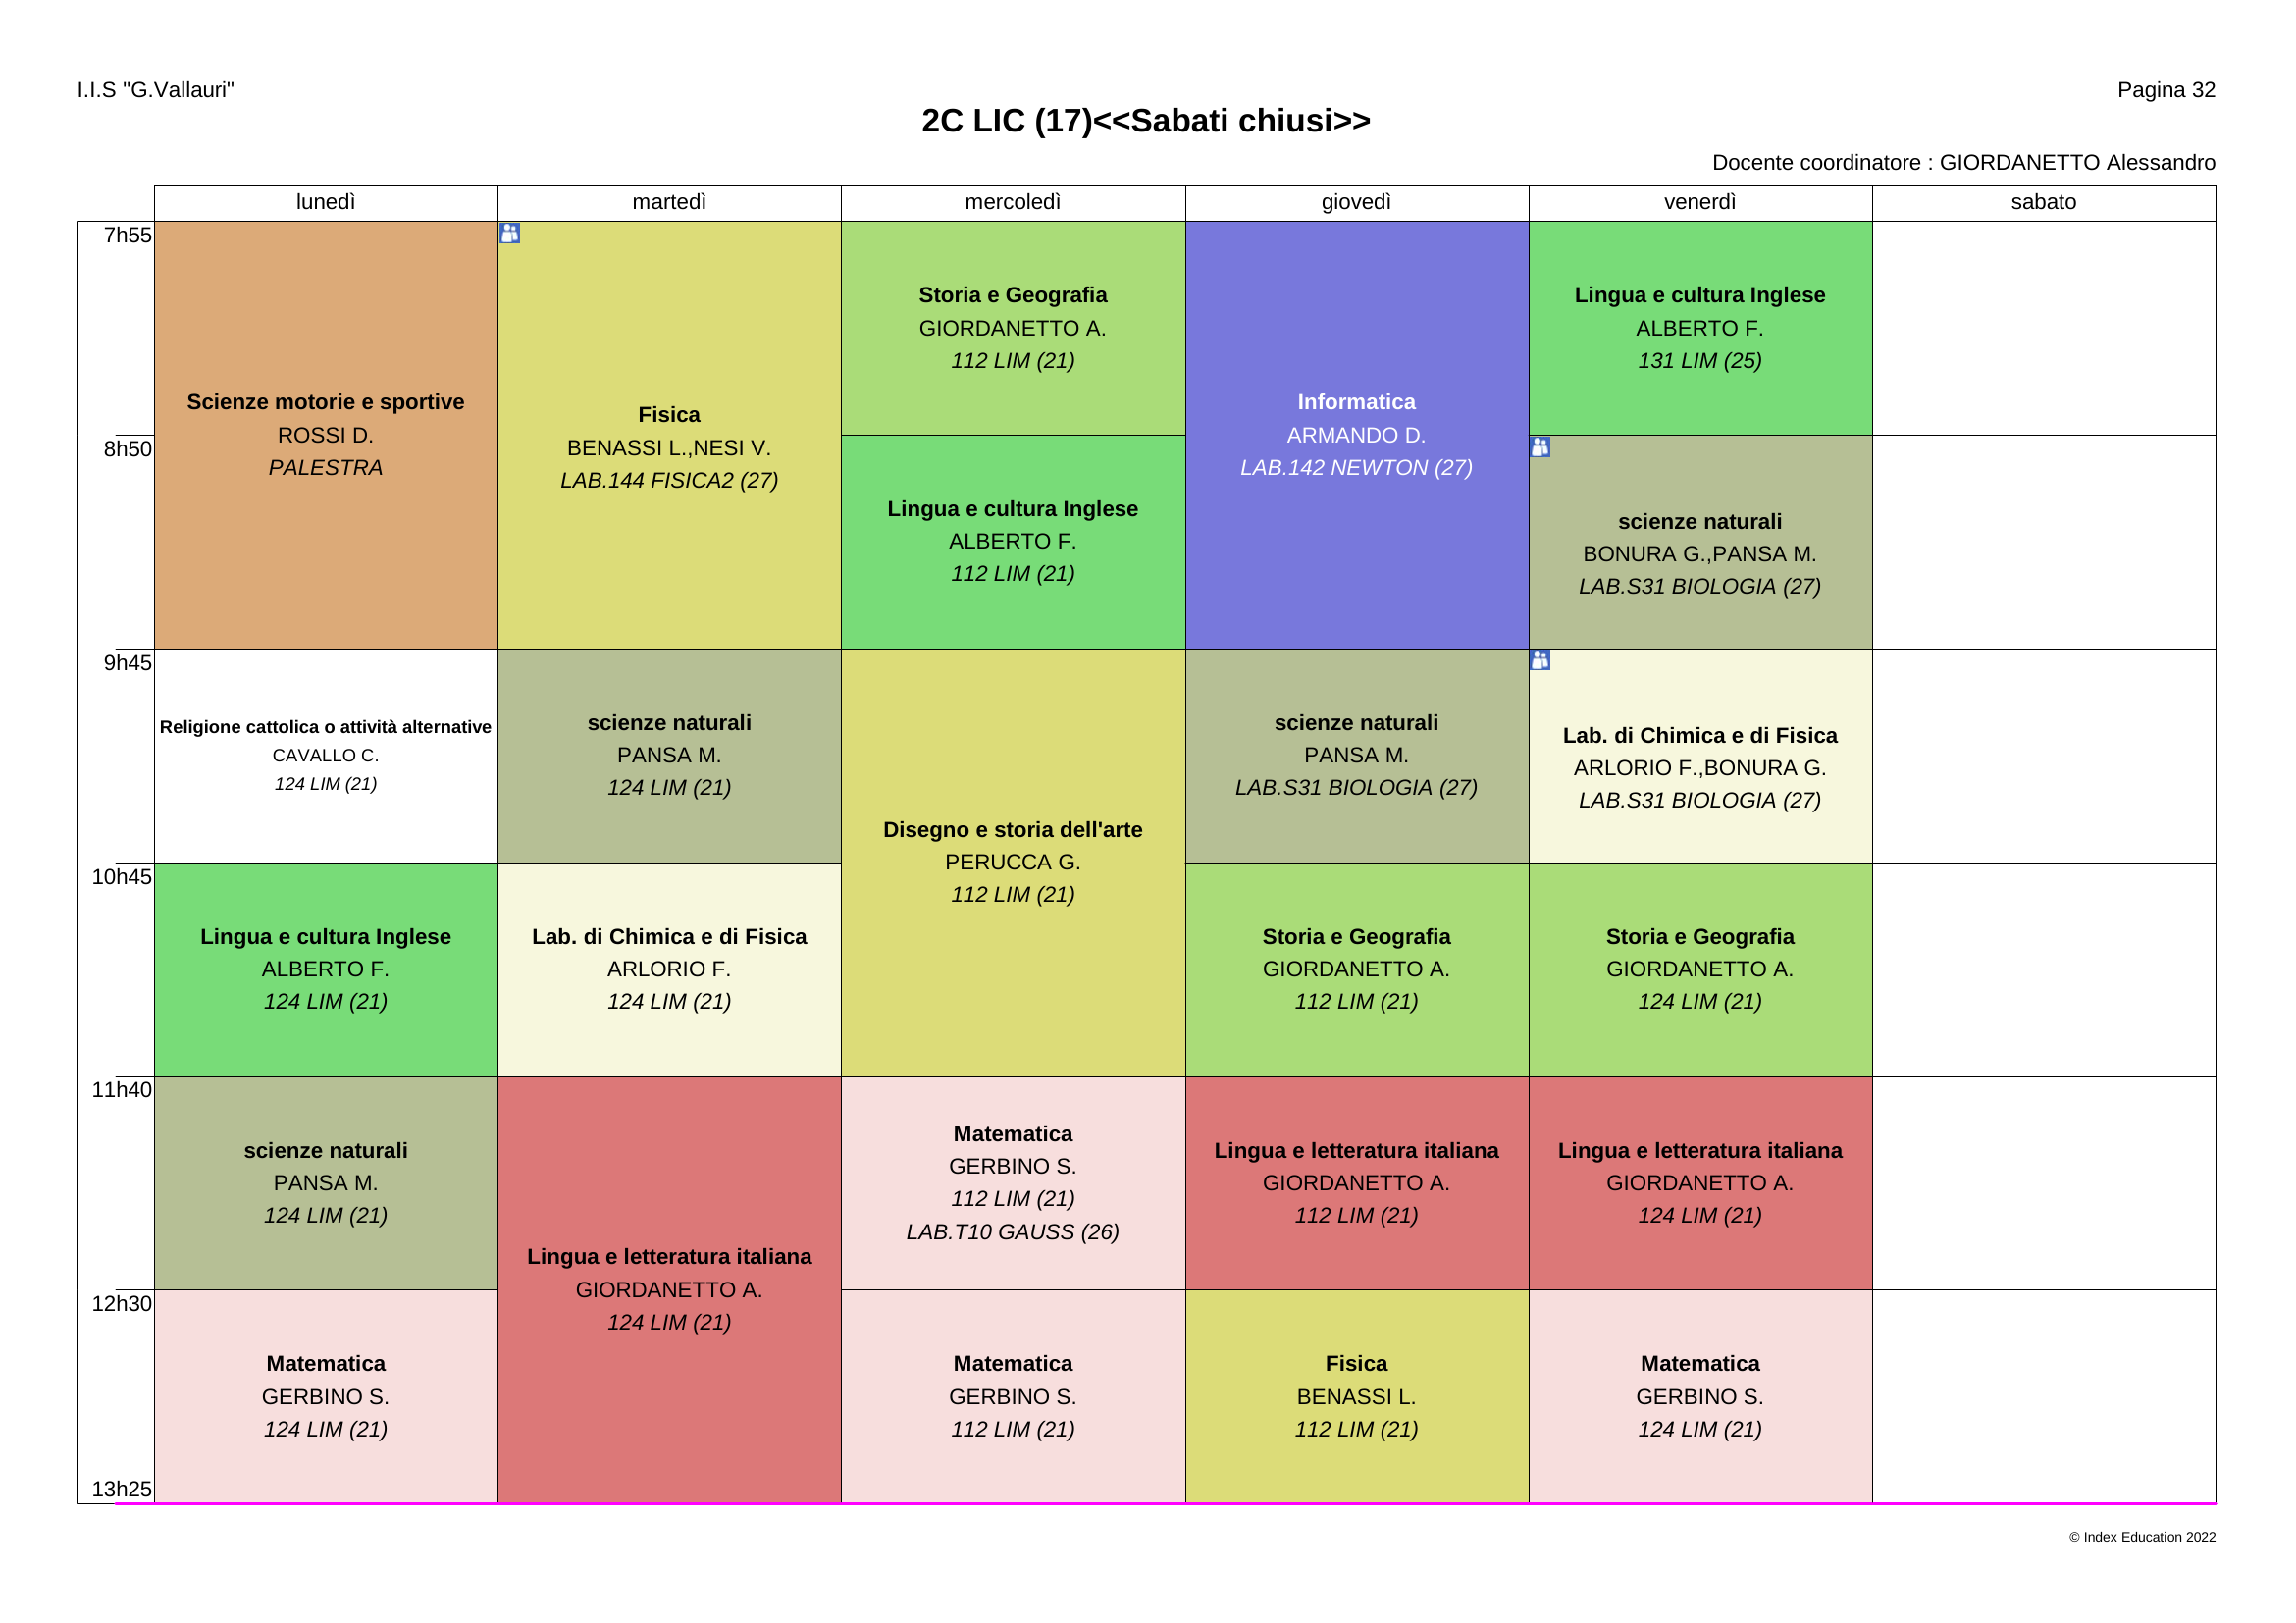 I.I.S "G.Vallauri"
Pagina 32
2C LIC (17)<<Sabati chiusi>>
Docente coordinatore : GIORDANETTO Alessandro
lunedì
martedì
mercoledì
giovedì
venerdì
sabato
7h55
Scienze motorie e sportive
ROSSI D.
PALESTRA
Fisica
BENASSI L.,NESI V.
LAB.144 FISICA2 (27)
Storia e Geografia
GIORDANETTO A.
112 LIM (21)
Informatica
ARMANDO D.
LAB.142 NEWTON (27)
Lingua e cultura Inglese
ALBERTO F.
131 LIM (25)
8h50
Lingua e cultura Inglese
ALBERTO F.
112 LIM (21)
scienze naturali
BONURA G.,PANSA M.
LAB.S31 BIOLOGIA (27)
9h45
Religione cattolica o attività alternative
CAVALLO C.
124 LIM (21)
scienze naturali
PANSA M.
124 LIM (21)
Disegno e storia dell'arte
PERUCCA G.
112 LIM (21)
scienze naturali
PANSA M.
LAB.S31 BIOLOGIA (27)
Lab. di Chimica e di Fisica
ARLORIO F.,BONURA G.
LAB.S31 BIOLOGIA (27)
10h45
Lingua e cultura Inglese
ALBERTO F.
124 LIM (21)
Lab. di Chimica e di Fisica
ARLORIO F.
124 LIM (21)
Storia e Geografia
GIORDANETTO A.
112 LIM (21)
Storia e Geografia
GIORDANETTO A.
124 LIM (21)
11h40
scienze naturali
PANSA M.
124 LIM (21)
Lingua e letteratura italiana
GIORDANETTO A.
124 LIM (21)
Matematica
GERBINO S.
112 LIM (21)
LAB.T10 GAUSS (26)
Lingua e letteratura italiana
GIORDANETTO A.
112 LIM (21)
Lingua e letteratura italiana
GIORDANETTO A.
124 LIM (21)
12h30
Matematica
GERBINO S.
124 LIM (21)
Matematica
GERBINO S.
112 LIM (21)
Fisica
BENASSI L.
112 LIM (21)
Matematica
GERBINO S.
124 LIM (21)
13h25
© Index Education 2022